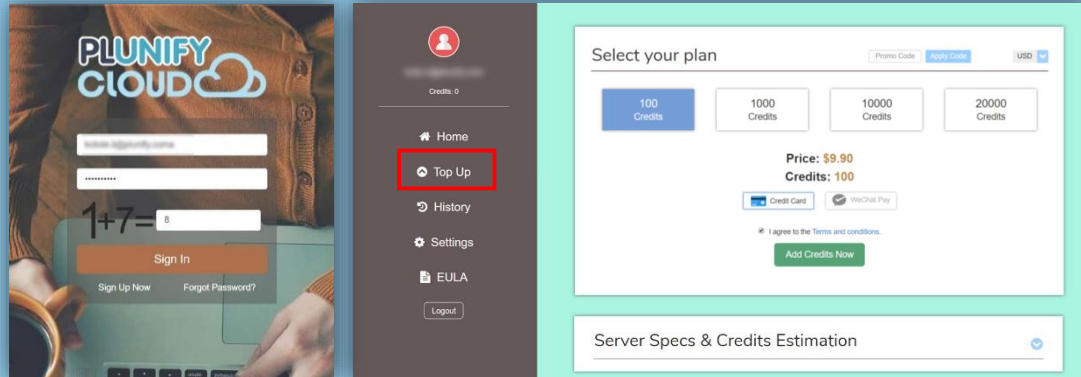 PLUNIFY
CLOUD
1+7=
8
Sign In
Sign Up Now Forgot Password?
Credits: 0
Home
Top Up
History
Settings
EULA
Logout
Select your plan
Promo Code Apply Code USD
100 1000 10000 20000
Credits Credits Credits Credits
Price: $9.90
Credits: 100
Credit Card WeChat Pay
I agree to the Terms and conditions.
Add Credits Now
Server Specs & Credits Estimation